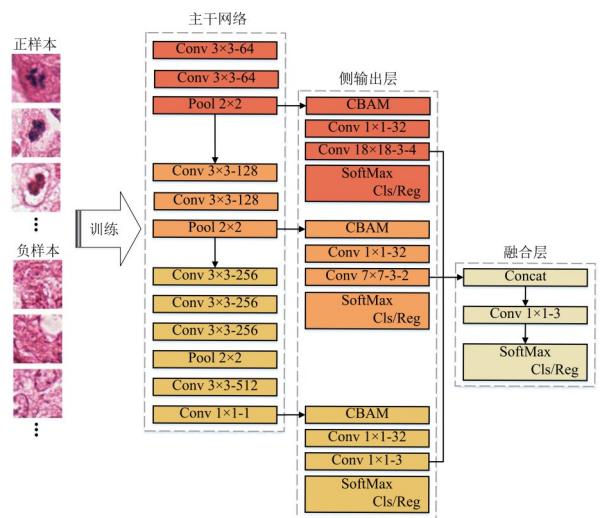 正样本
负样本
训练
主干网络
Conv 3×3-64
Conv 3×3-64
Pool 2×2
Conv 3×3-128
Conv 3×3-128
Pool 2×2
Conv 3×3-256
Conv 3×3-256
Conv 3×3-256
Pool 2×2
Conv 3×3-512
Conv 1×1-1
侧输出层
CBAM
Conv 1×1-32
Conv 18×18-3-4
SoftMax
Cls/Reg
CBAM
Conv 1×1-32
Conv 7×7-3-2
SoftMax
Cls/Reg
CBAM
Conv 1×1-32
Conv 1×1-3
SoftMax
Cls/Reg
融合层
Concat
Conv 1×1-3
SoftMax
Cls/Reg